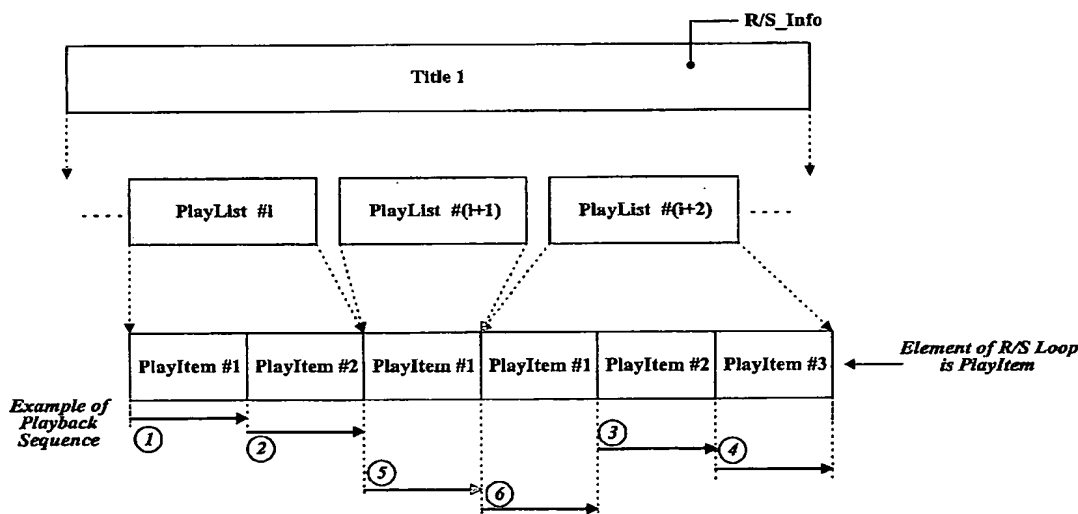 R/S_Info
Title 1
PlayList #i
PlayList #(i+1)
PlayList #(i+2)
PlayItem #1
PlayItem #2
PlayItem #1
PlayItem #1
PlayItem #2
PlayItem #3
Element of R/S Loop
is PlayItem
Example of
Playback
Sequence
1
2
5
6
3
4